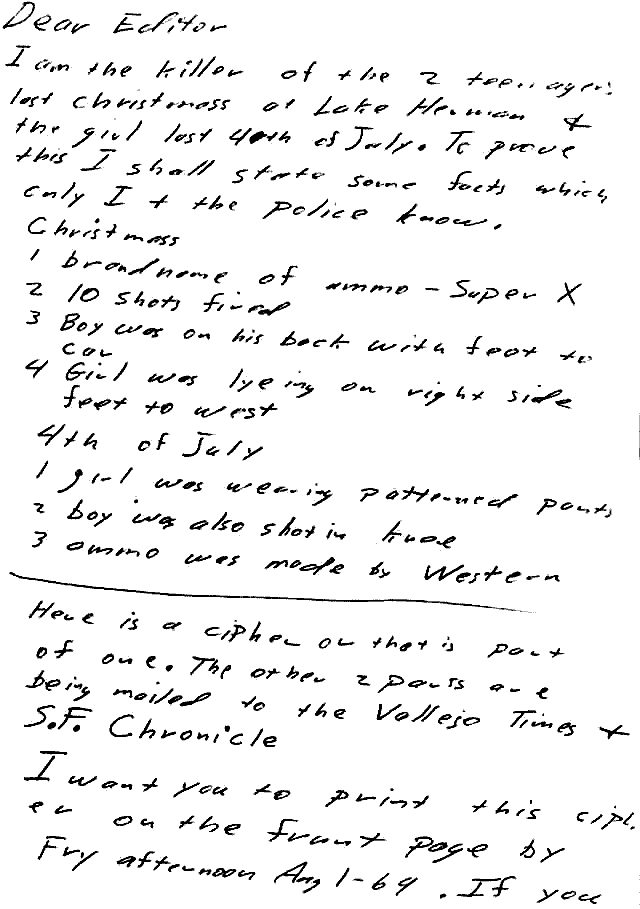 Dear Editor
I am the killer of the 2 teenagers
last christmass at Lake Herman &
the girl last 4th of July. To prove
this I shall state some facts which
only I + the police know.
Christmass
1 brand name of ammo - Super X
2 10 shots fired
3 Boy was on his back with feet to
car
4 Girl was lyeing on right side
feet to west
4th of July
1 girl was wearing patterned pants
2 boy was also shot in knee
3 ammo was made by Western
Here is a cipher or that is part
of one. The other 2 parts are
being mailed to the Vallejo Times +
S.F. Chronicle
I want you to print this ciph
er on the front page by
Fry afternoon Aug 1-69. If you